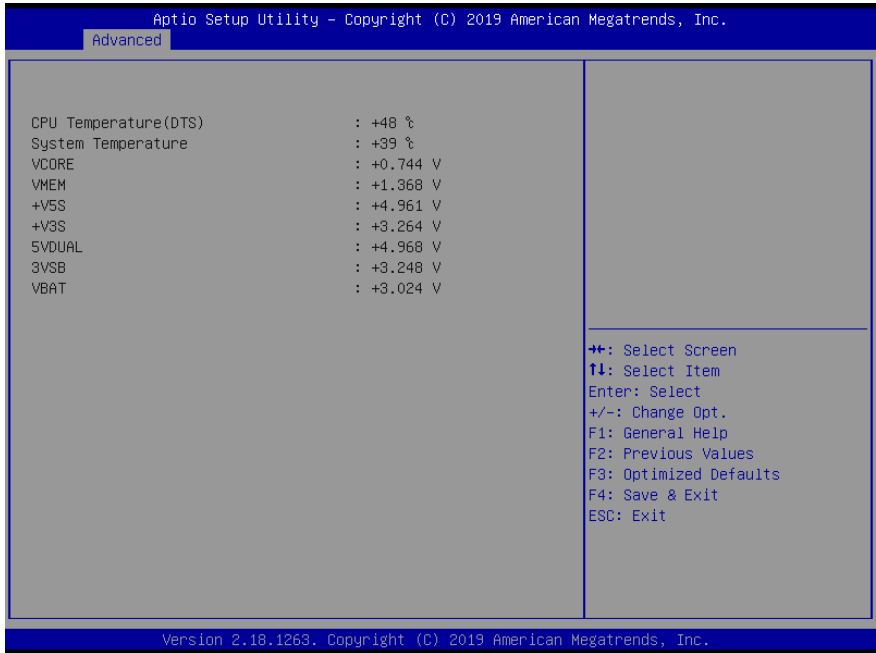 Aptio Setup Utility – Copyright (C) 2019 American Megatrends, Inc.
Advanced
CPU Temperature(DTS) : +48 ℃
System Temperature : +39 ℃
VCORE : +0.744 V
VMEM : +1.368 V
+V5S : +4.961 V
+V3S : +3.264 V
5VDUAL : +4.968 V
3VSB : +3.248 V
VBAT : +3.024 V
→←: Select Screen
↑↓: Select Item
Enter: Select
+/-: Change Opt.
F1: General Help
F2: Previous Values
F3: Optimized Defaults
F4: Save & Exit
ESC: Exit
Version 2.18.1263. Copyright (C) 2019 American Megatrends, Inc.